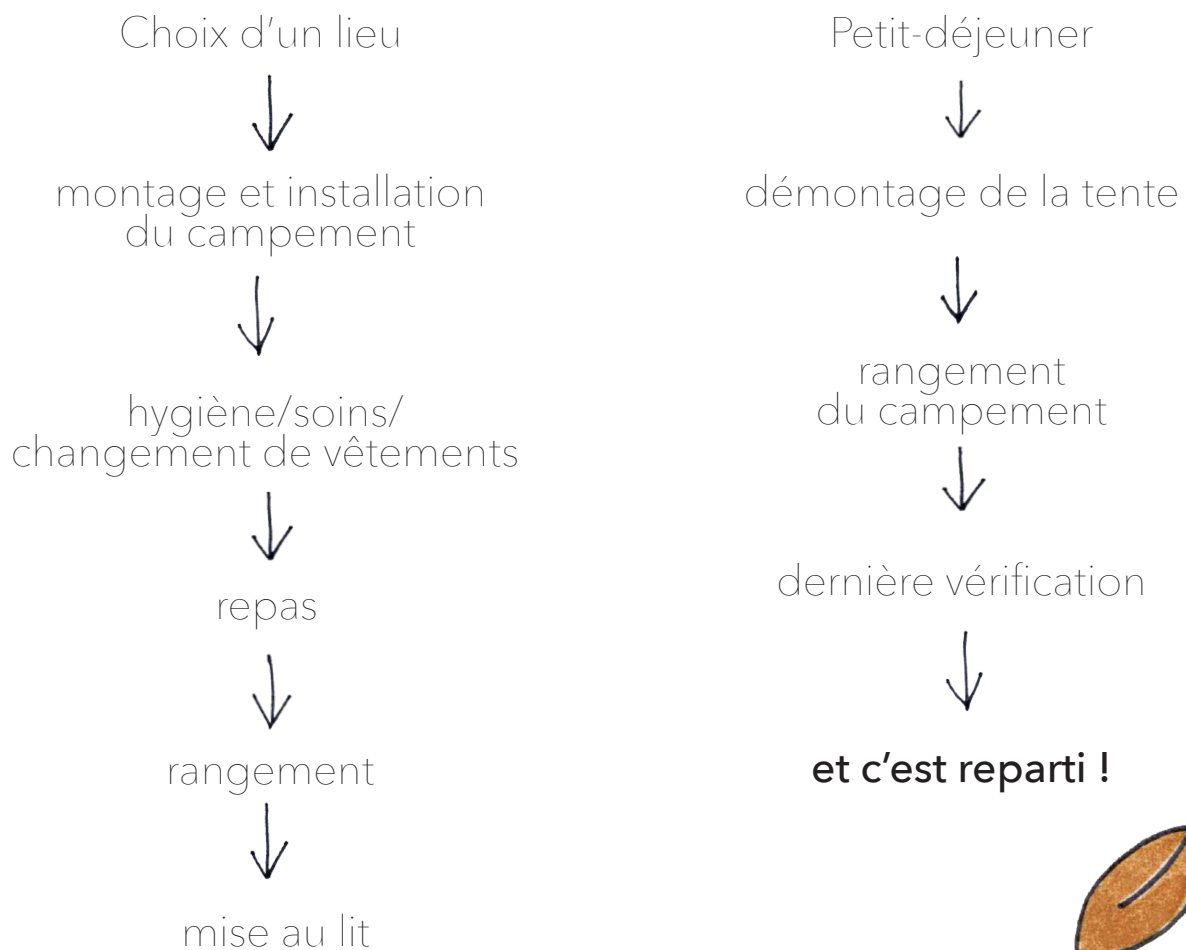 Choix d’un lieu
montage et installation
du campement
hygiène/soins/
changement de vêtements
repas
rangement
mise au lit
Petit-déjeuner
démontage de la tente
rangement
du campement
dernière vérification
et c’est reparti !